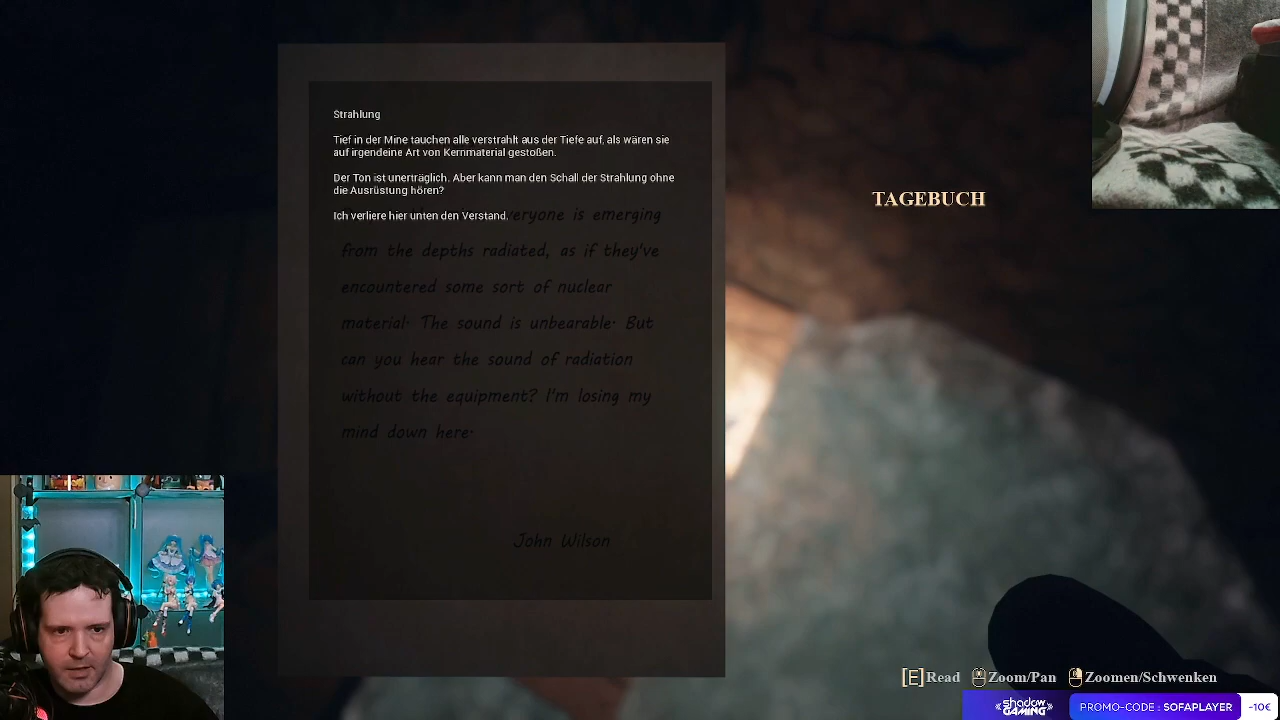 Strahlung
Tief in der Mine tauchen alle verstrahlt aus der Tiefe auf, als wären sie
auf irgendeine Art von Kernmaterial gestoßen.
Der Ton ist unerträglich. Aber kann man den Schall der Strahlung ohne
die Ausrüstung hören?
Ich verliere hier unten den Verstand.
everyone is emerging
from the depths radiated, as if they've
encountered some sort of nuclear
material. The sound is unbearable. But
can you hear the sound of radiation
without the equipment? I'm losing my
mind down here.
John Wilson
TAGEBUCH
[E]Read Zoom/Pan Zoomen/Schwenken
shadow GAMING
PROMO-CODE : SOFAPLAYER -10€